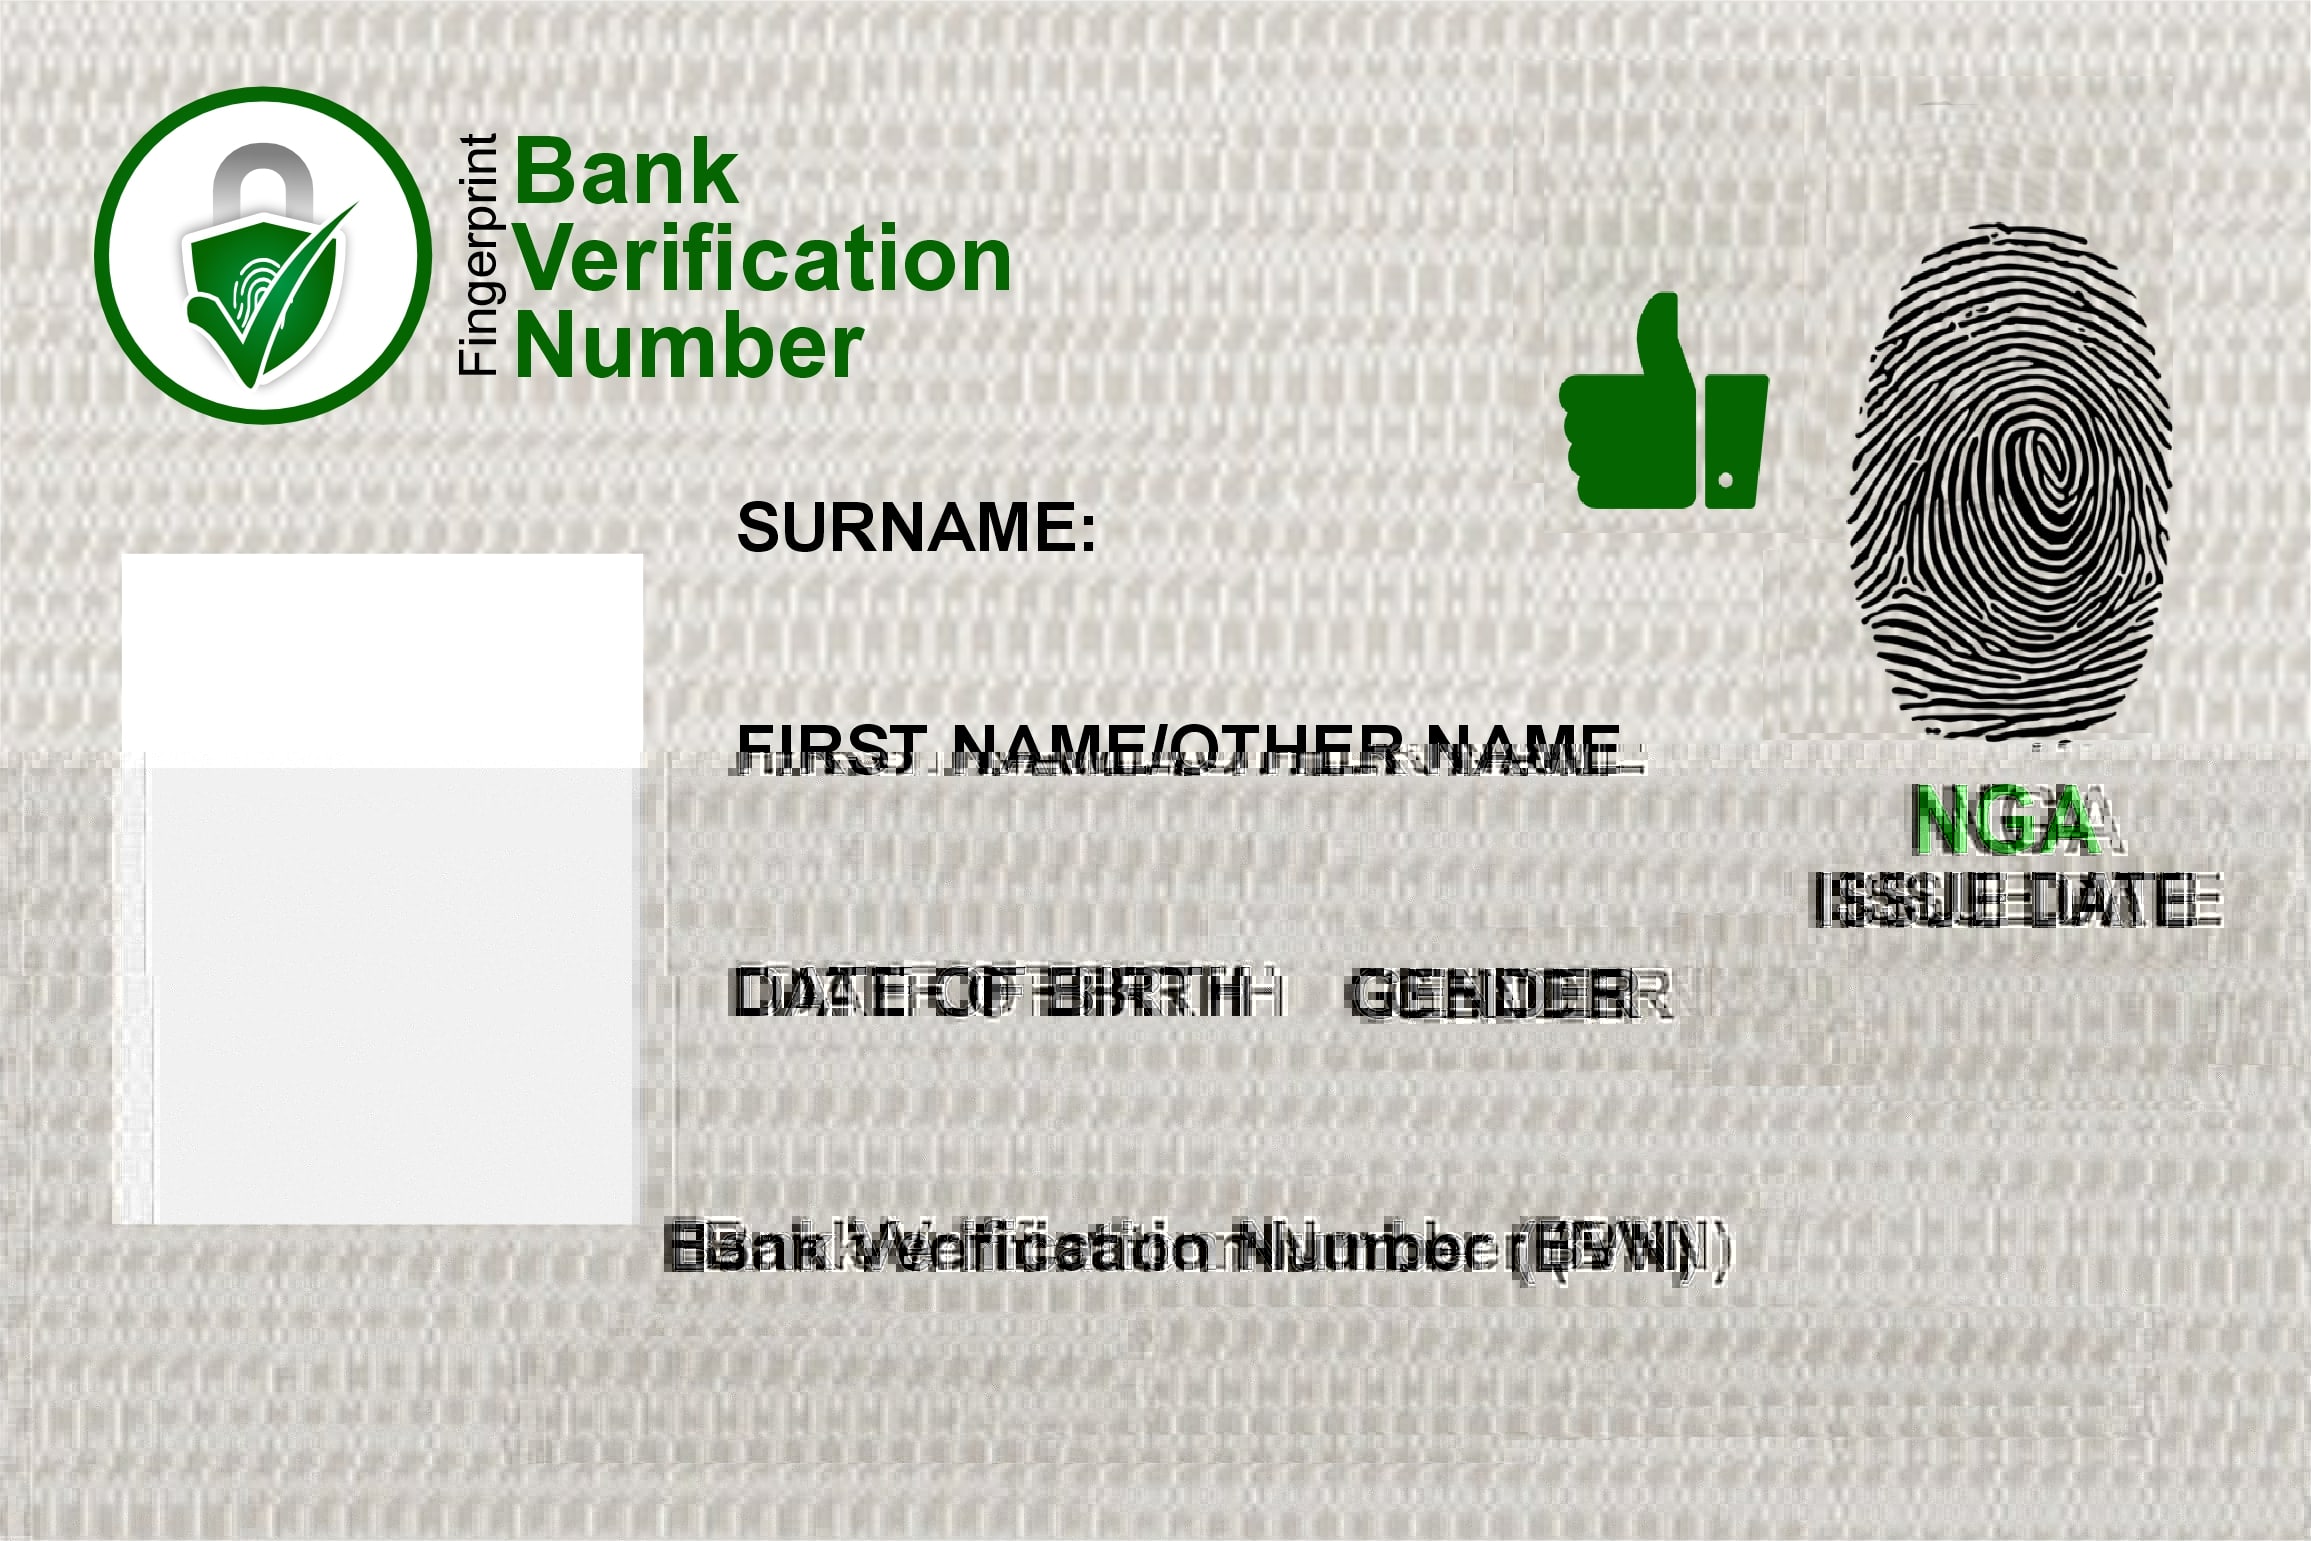 Fingerprint
Bank
Verification
Number
SURNAME:
FIRST NAME/OTHER NAME
NGA
ISSUE DATE
DATE OF BIRTH GENDER
Bank Verification Number (BVN)